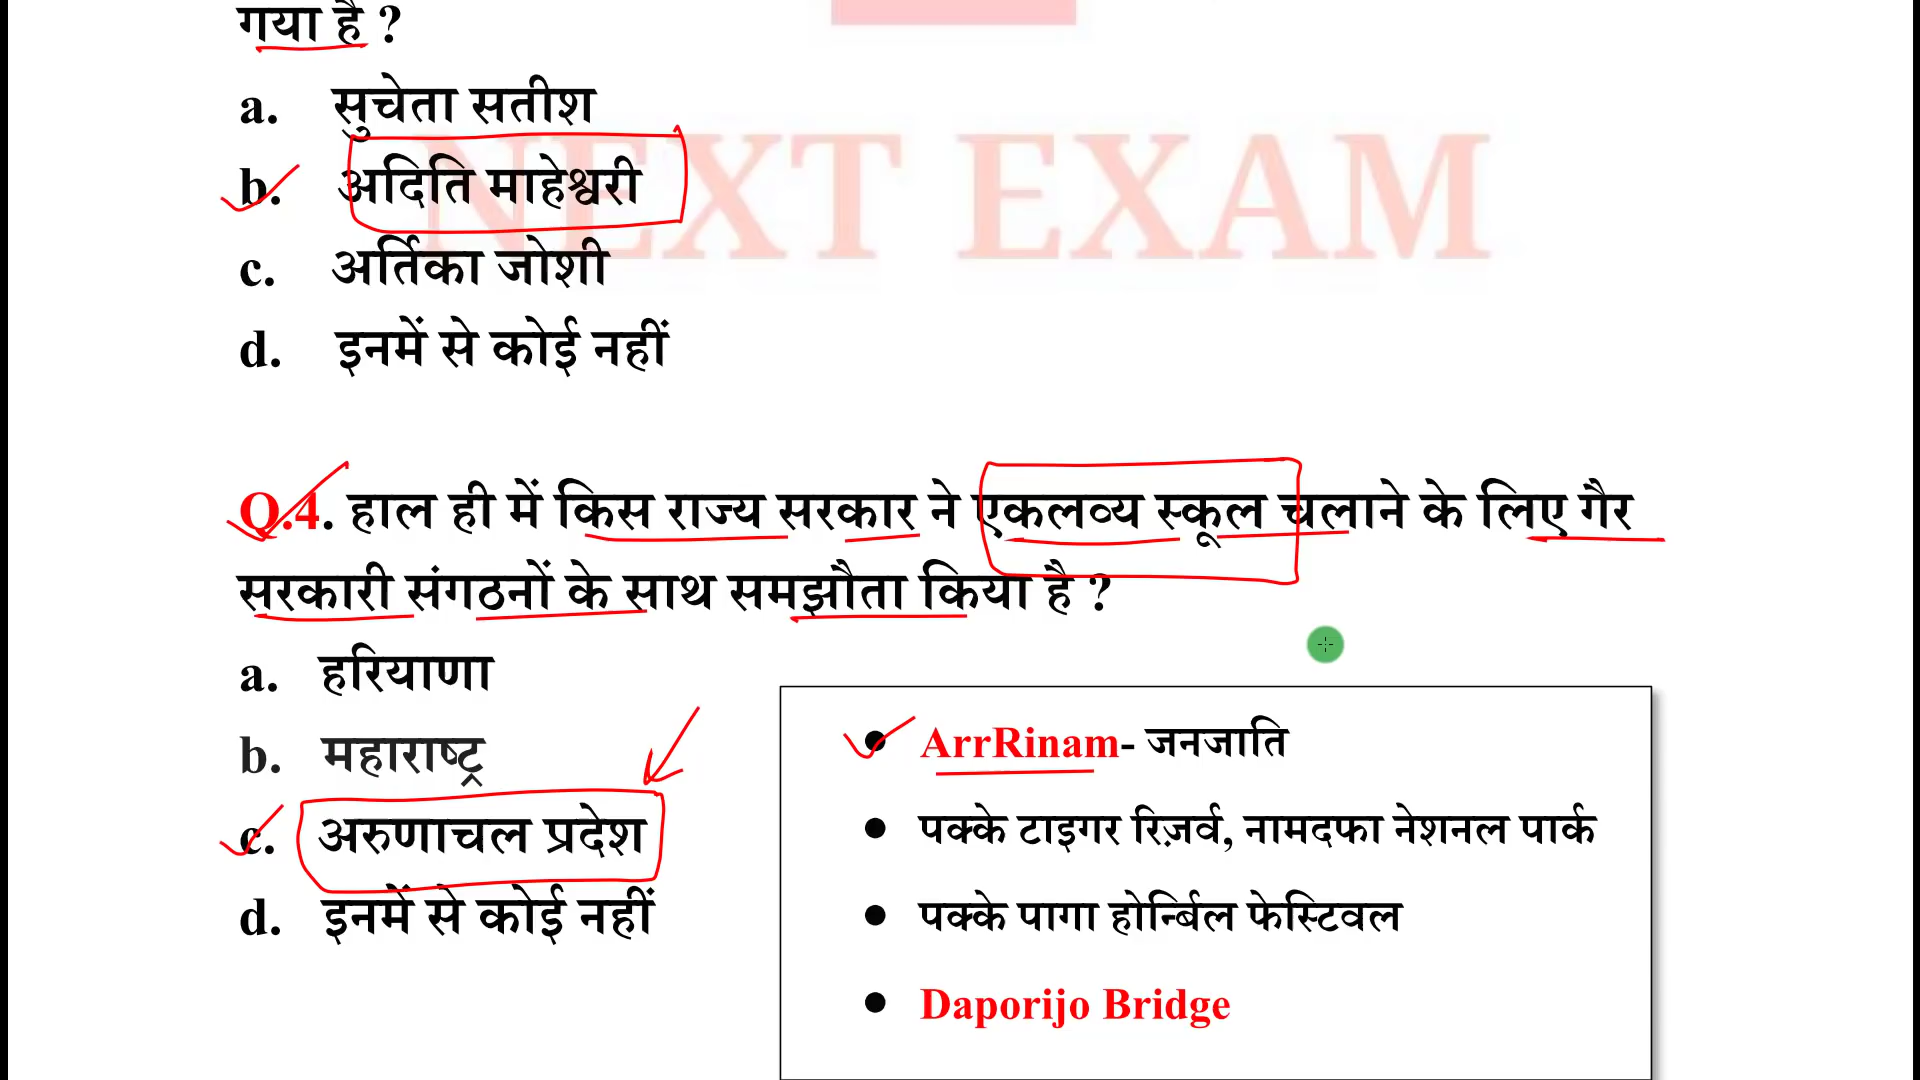 गया है ?
a. सुचेता सतीश
b. अदिति माहेश्वरी
c. अर्तिका जोशी
d. इनमें से कोई नहीं
NEXT EXAM
Q.4. हाल ही में किस राज्य सरकार ने एकलव्य स्कूल चलाने के लिए गैर
सरकारी संगठनों के साथ समझौता किया है ?
a. हरियाणा
b. महाराष्ट्र
c. अरुणाचल प्रदेश
d. इनमें से कोई नहीं
ArrRinam- जनजाति
पक्के टाइगर रिज़र्व, नामदफा नेशनल पार्क
पक्के पागा होर्न्बिल फेस्टिवल
Daporijo Bridge